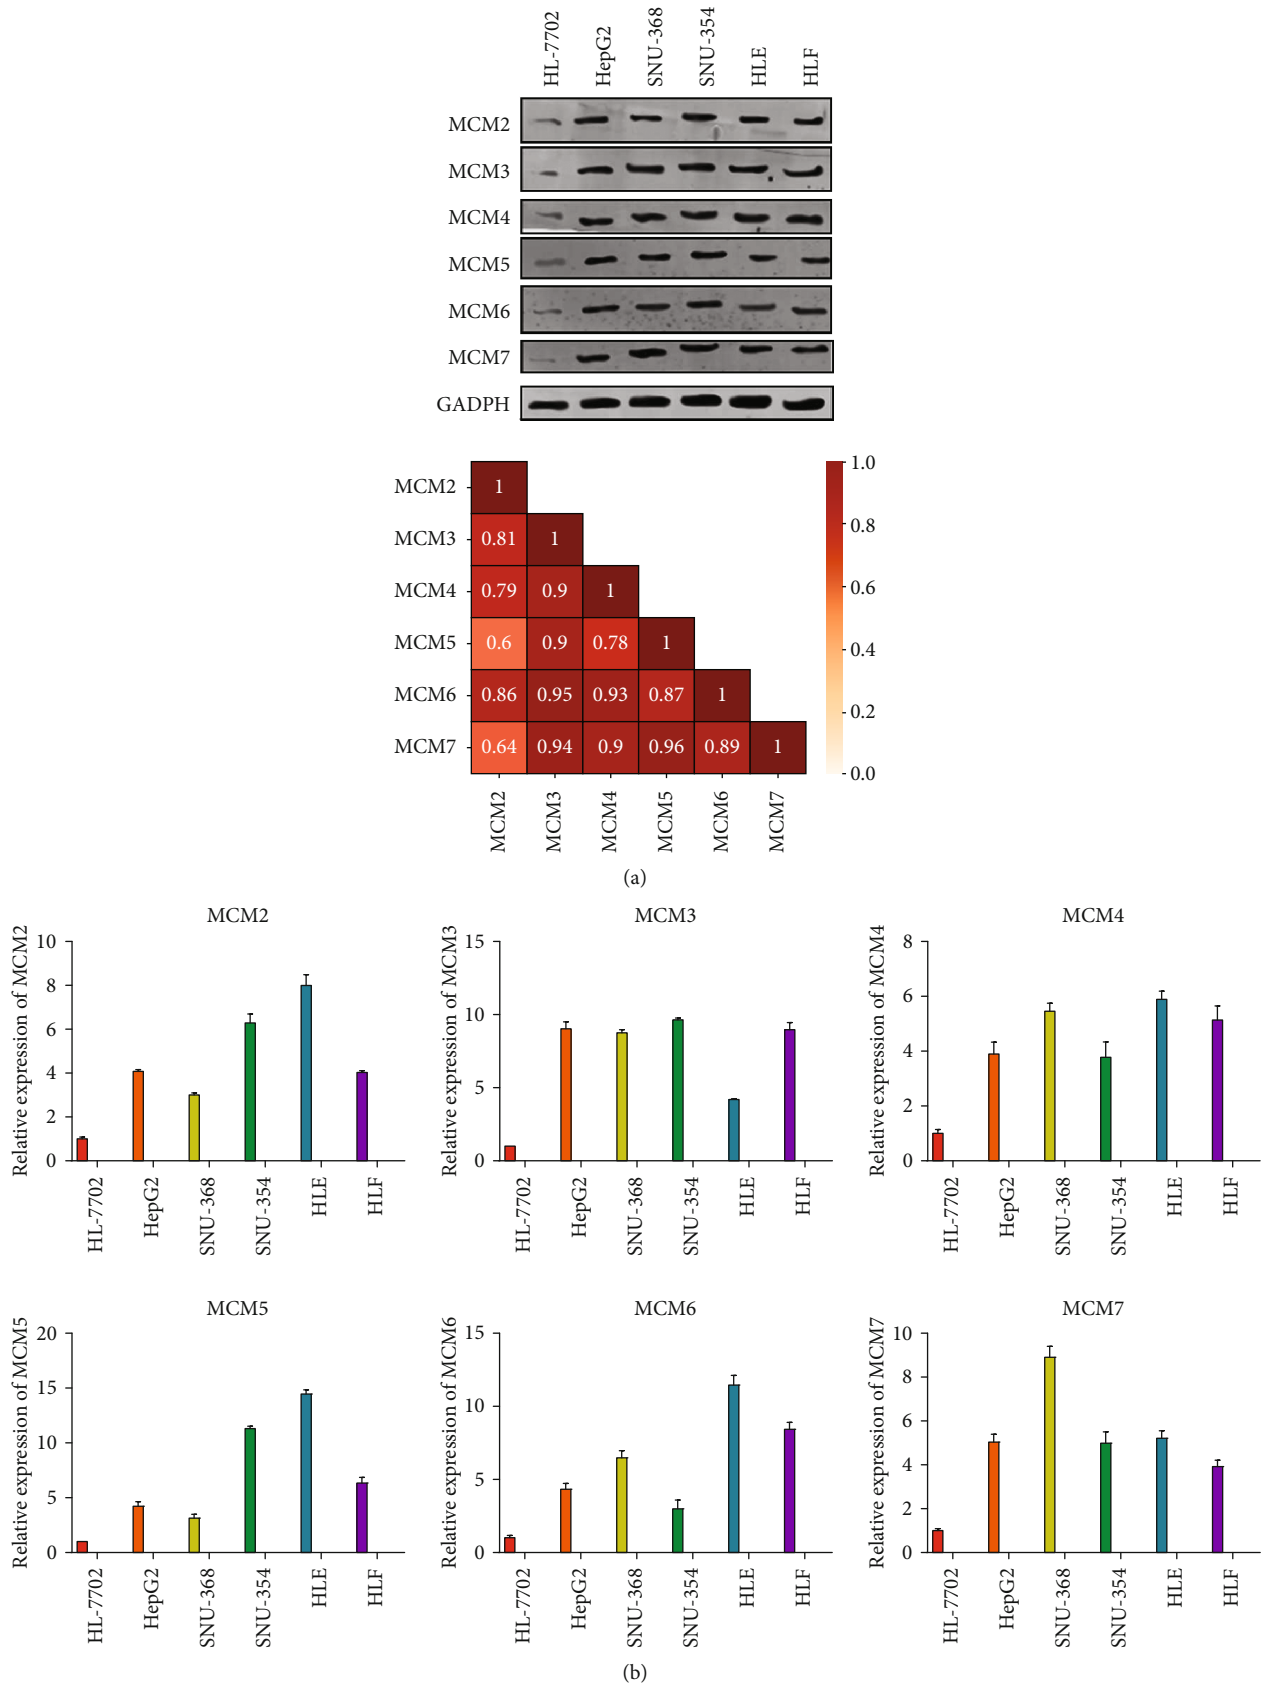 HL-7702 HepG2 SNU-368 SNU-354 HLE HLF
MCM2
MCM3
MCM4
MCM5
MCM6
MCM7
GADPH
MCM2 1
MCM3 0.81 1
MCM4 0.79 0.9 1
MCM5 0.6 0.9 0.78 1
MCM6 0.86 0.95 0.93 0.87 1
MCM7 0.64 0.94 0.9 0.96 0.89 1
MCM2 MCM3 MCM4 MCM5 MCM6 MCM7
1.0
0.8
0.6
0.4
0.2
0.0
(a)
MCM2
Relative expression of MCM2
10
8
6
4
2
0
HL-7702 HepG2 SNU-368 SNU-354 HLE HLF
MCM3
Relative expression of MCM3
15
10
5
0
HL-7702 HepG2 SNU-368 SNU-354 HLE HLF
MCM4
Relative expression of MCM4
8
6
4
2
0
HL-7702 HepG2 SNU-368 SNU-354 HLE HLF
MCM5
Relative expression of MCM5
20
15
10
5
0
HL-7702 HepG2 SNU-368 SNU-354 HLE HLF
MCM6
Relative expression of MCM6
15
10
5
0
HL-7702 HepG2 SNU-368 SNU-354 HLE HLF
MCM7
Relative expression of MCM7
10
8
6
4
2
0
HL-7702 HepG2 SNU-368 SNU-354 HLE HLF
(b)